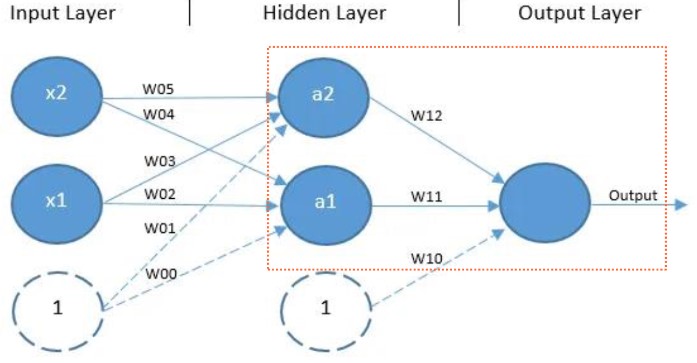 Input Layer | Hidden Layer | Output Layer
x2
W05
a2
W04
W12
W03
x1
W02
a1
W11
Output
W01
W00
W10
1
1